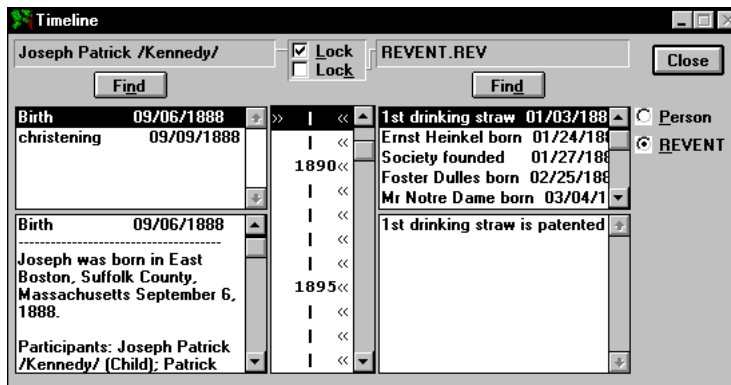 Timeline
Joseph Patrick /Kennedy/
Lock
Lock
REVENT.REV
Close
Find
Find
Birth 09/06/1888
christening 09/09/1888
>> | <<
| <<
1890<<
| <<
| <<
| <<
| <<
1895<<
| <<
| <<
| <<
1st drinking straw 01/03/188
Ernst Heinkel born 01/24/188
Society founded 01/27/188
Foster Dulles born 02/25/188
Mr Notre Dame born 03/04/1
Person
REVENT
Birth 09/06/1888
-----------------------------------
Joseph was born in East
Boston, Suffolk County,
Massachusetts September 6,
1888.
Participants: Joseph Patrick
/Kennedy/ (Child); Patrick
1st drinking straw is patented